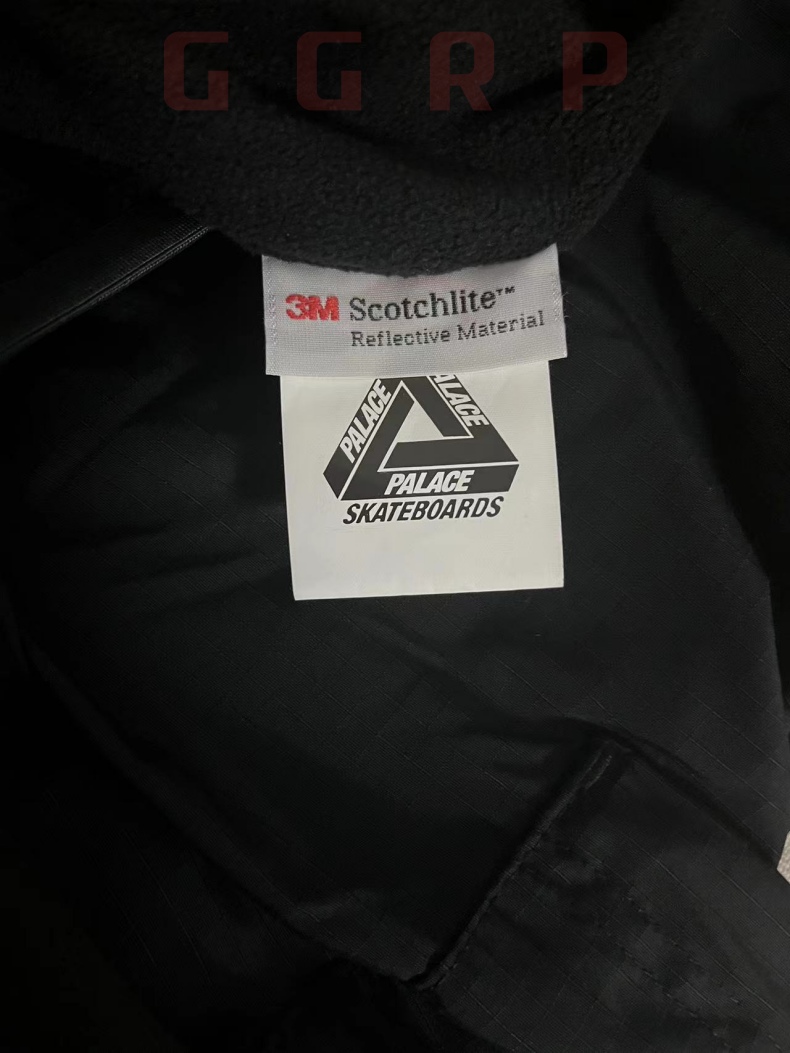 G G R P
3M Scotchlite™
Reflective Material
PALACE
PALACE
PALACE
SKATEBOARDS